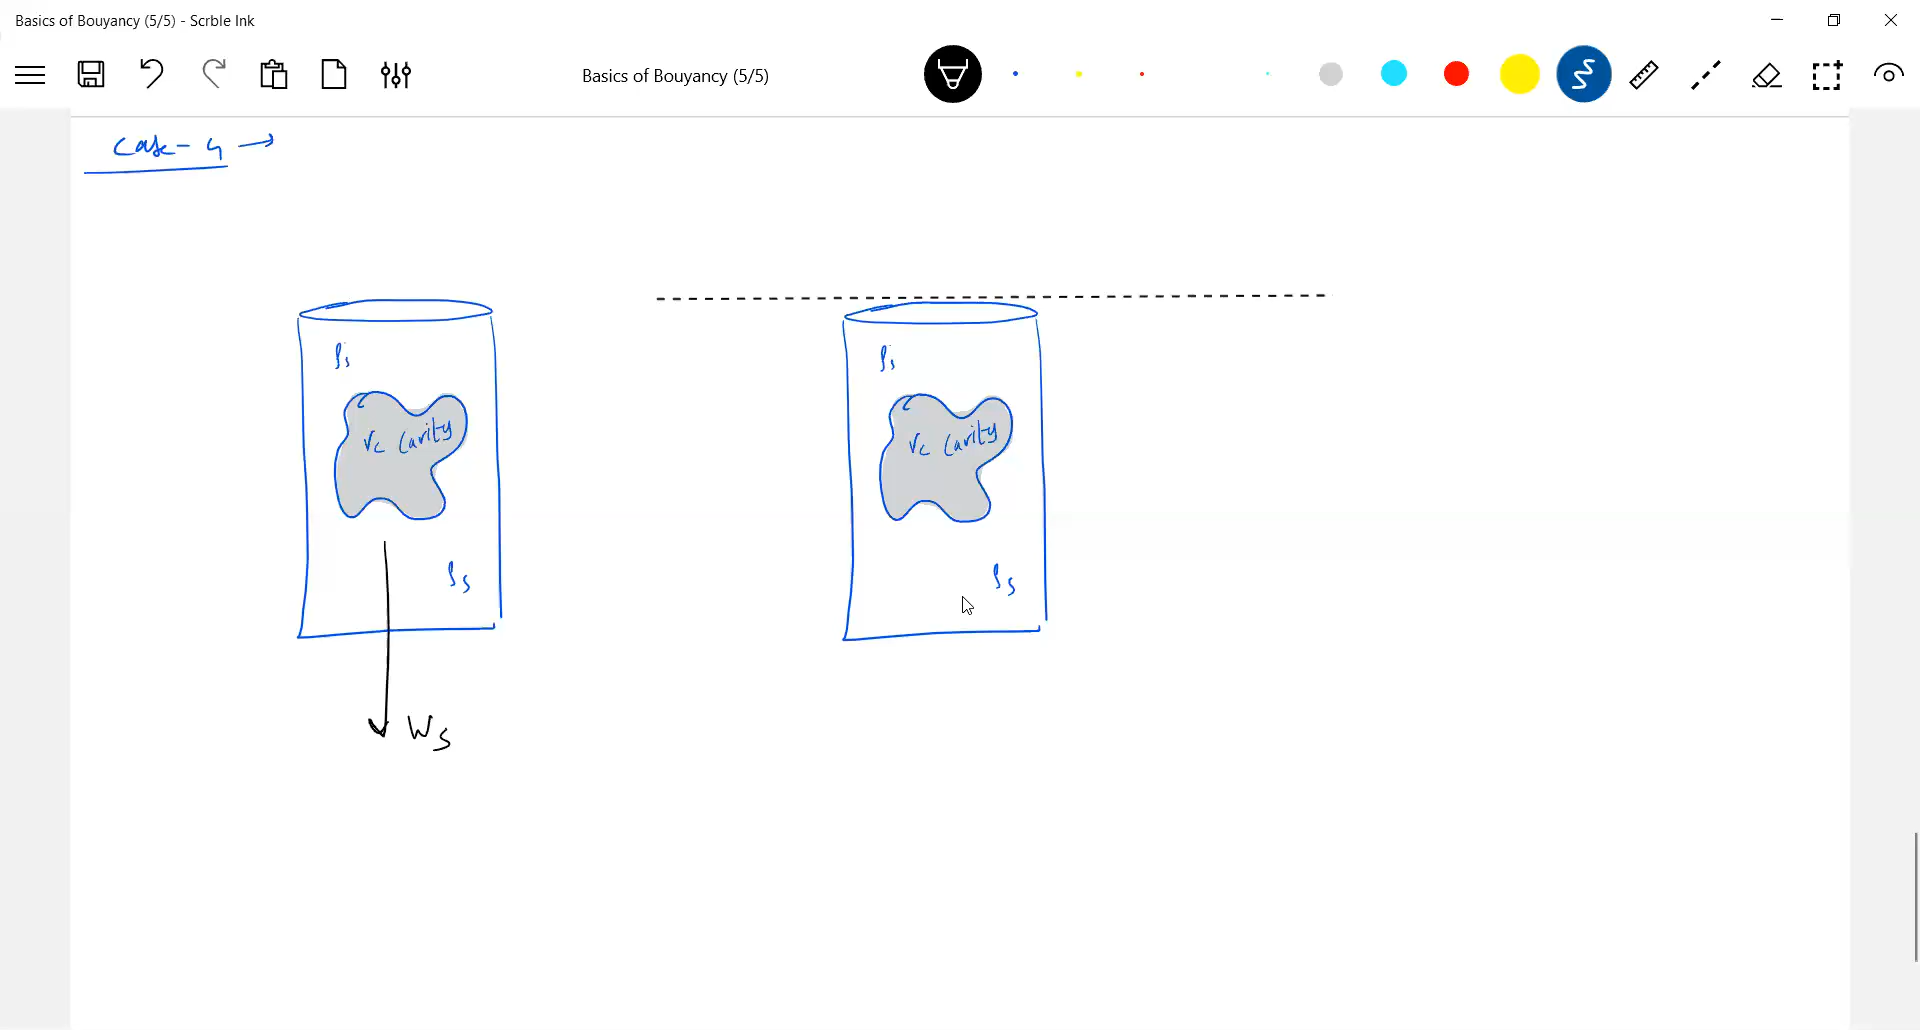 Basics of Bouyancy (5/5) - Scrble Ink
Basics of Bouyancy (5/5)
Case - 4 →
ρs
ρs
Vc Cavity
Vc Cavity
ρs
ρs
Ws